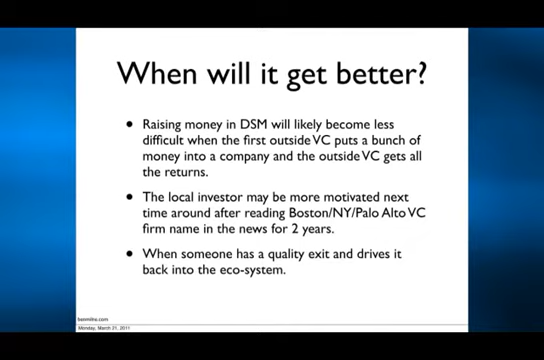 When will it get better?
• Raising money in DSM will likely become less
difficult when the first outside VC puts a bunch of
money into a company and the outside VC gets all
the returns.
• The local investor may be more motivated next
time around after reading Boston/NY/Palo Alto VC
firm name in the news for 2 years.
• When someone has a quality exit and drives it
back into the eco-system.
benmilne.com
Monday, March 21, 2011